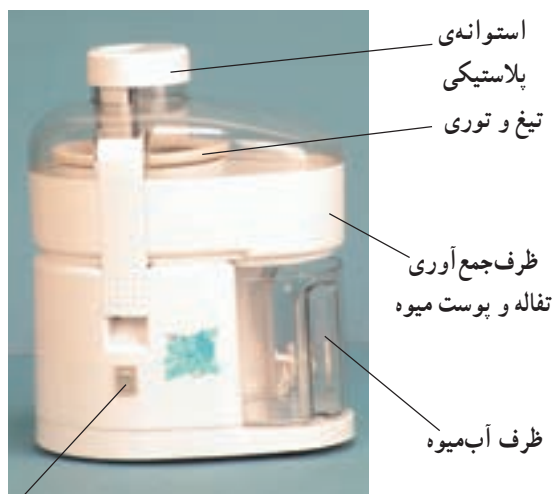 استوانه‌ی
پلاستیکی
تیغ و توری
ظرف جمع‌آوری
تفاله و پوست میوه
ظرف آب‌میوه